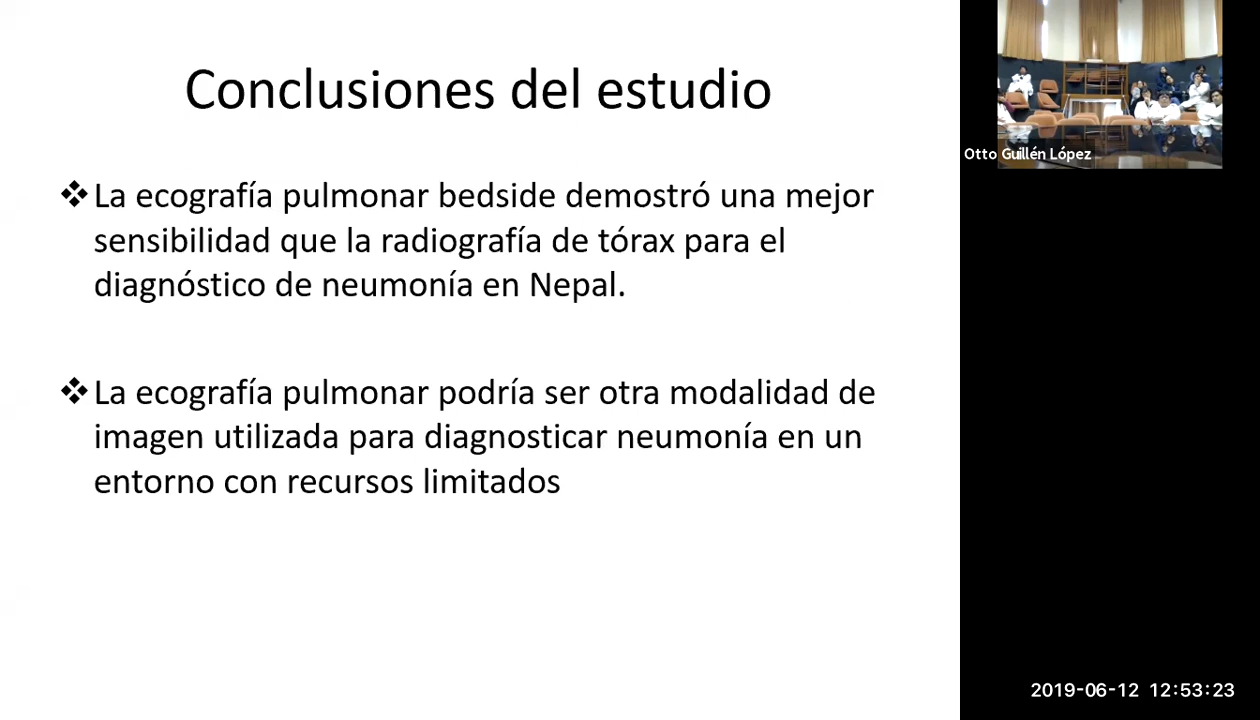 Conclusiones del estudio
❖La ecografía pulmonar bedside demostró una mejor
sensibilidad que la radiografía de tórax para el
diagnóstico de neumonía en Nepal.
❖La ecografía pulmonar podría ser otra modalidad de
imagen utilizada para diagnosticar neumonía en un
entorno con recursos limitados
Otto Guillén López
2019-06-12 12:53:23